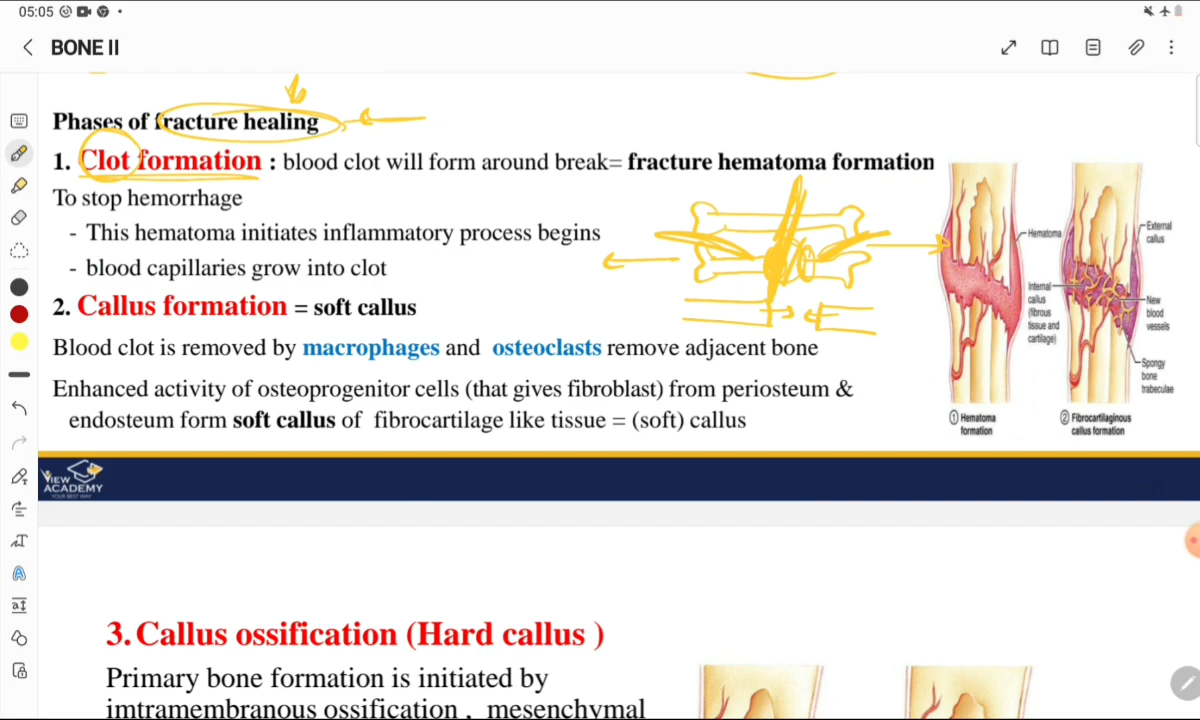 05:05
BONE II
Phases of fracture healing
1. Clot formation : blood clot will form around break= fracture hematoma formation
To stop hemorrhage
- This hematoma initiates inflammatory process begins
- blood capillaries grow into clot
2. Callus formation = soft callus
Blood clot is removed by macrophages and osteoclasts remove adjacent bone
Enhanced activity of osteoprogenitor cells (that gives fibroblast) from periosteum &
endosteum form soft callus of fibrocartilage like tissue = (soft) callus
Hematoma
External
callus
Internal
callus
(fibrous
tissue and
cartilage)
New
blood
vessels
Spongy
bone
trabeculae
① Hematoma
formation
② Fibrocartilaginous
callus formation
VIEW
ACADEMY
YOUR BEST WAY
3. Callus ossification (Hard callus )
Primary bone formation is initiated by
imtramembranous ossification , mesenchymal